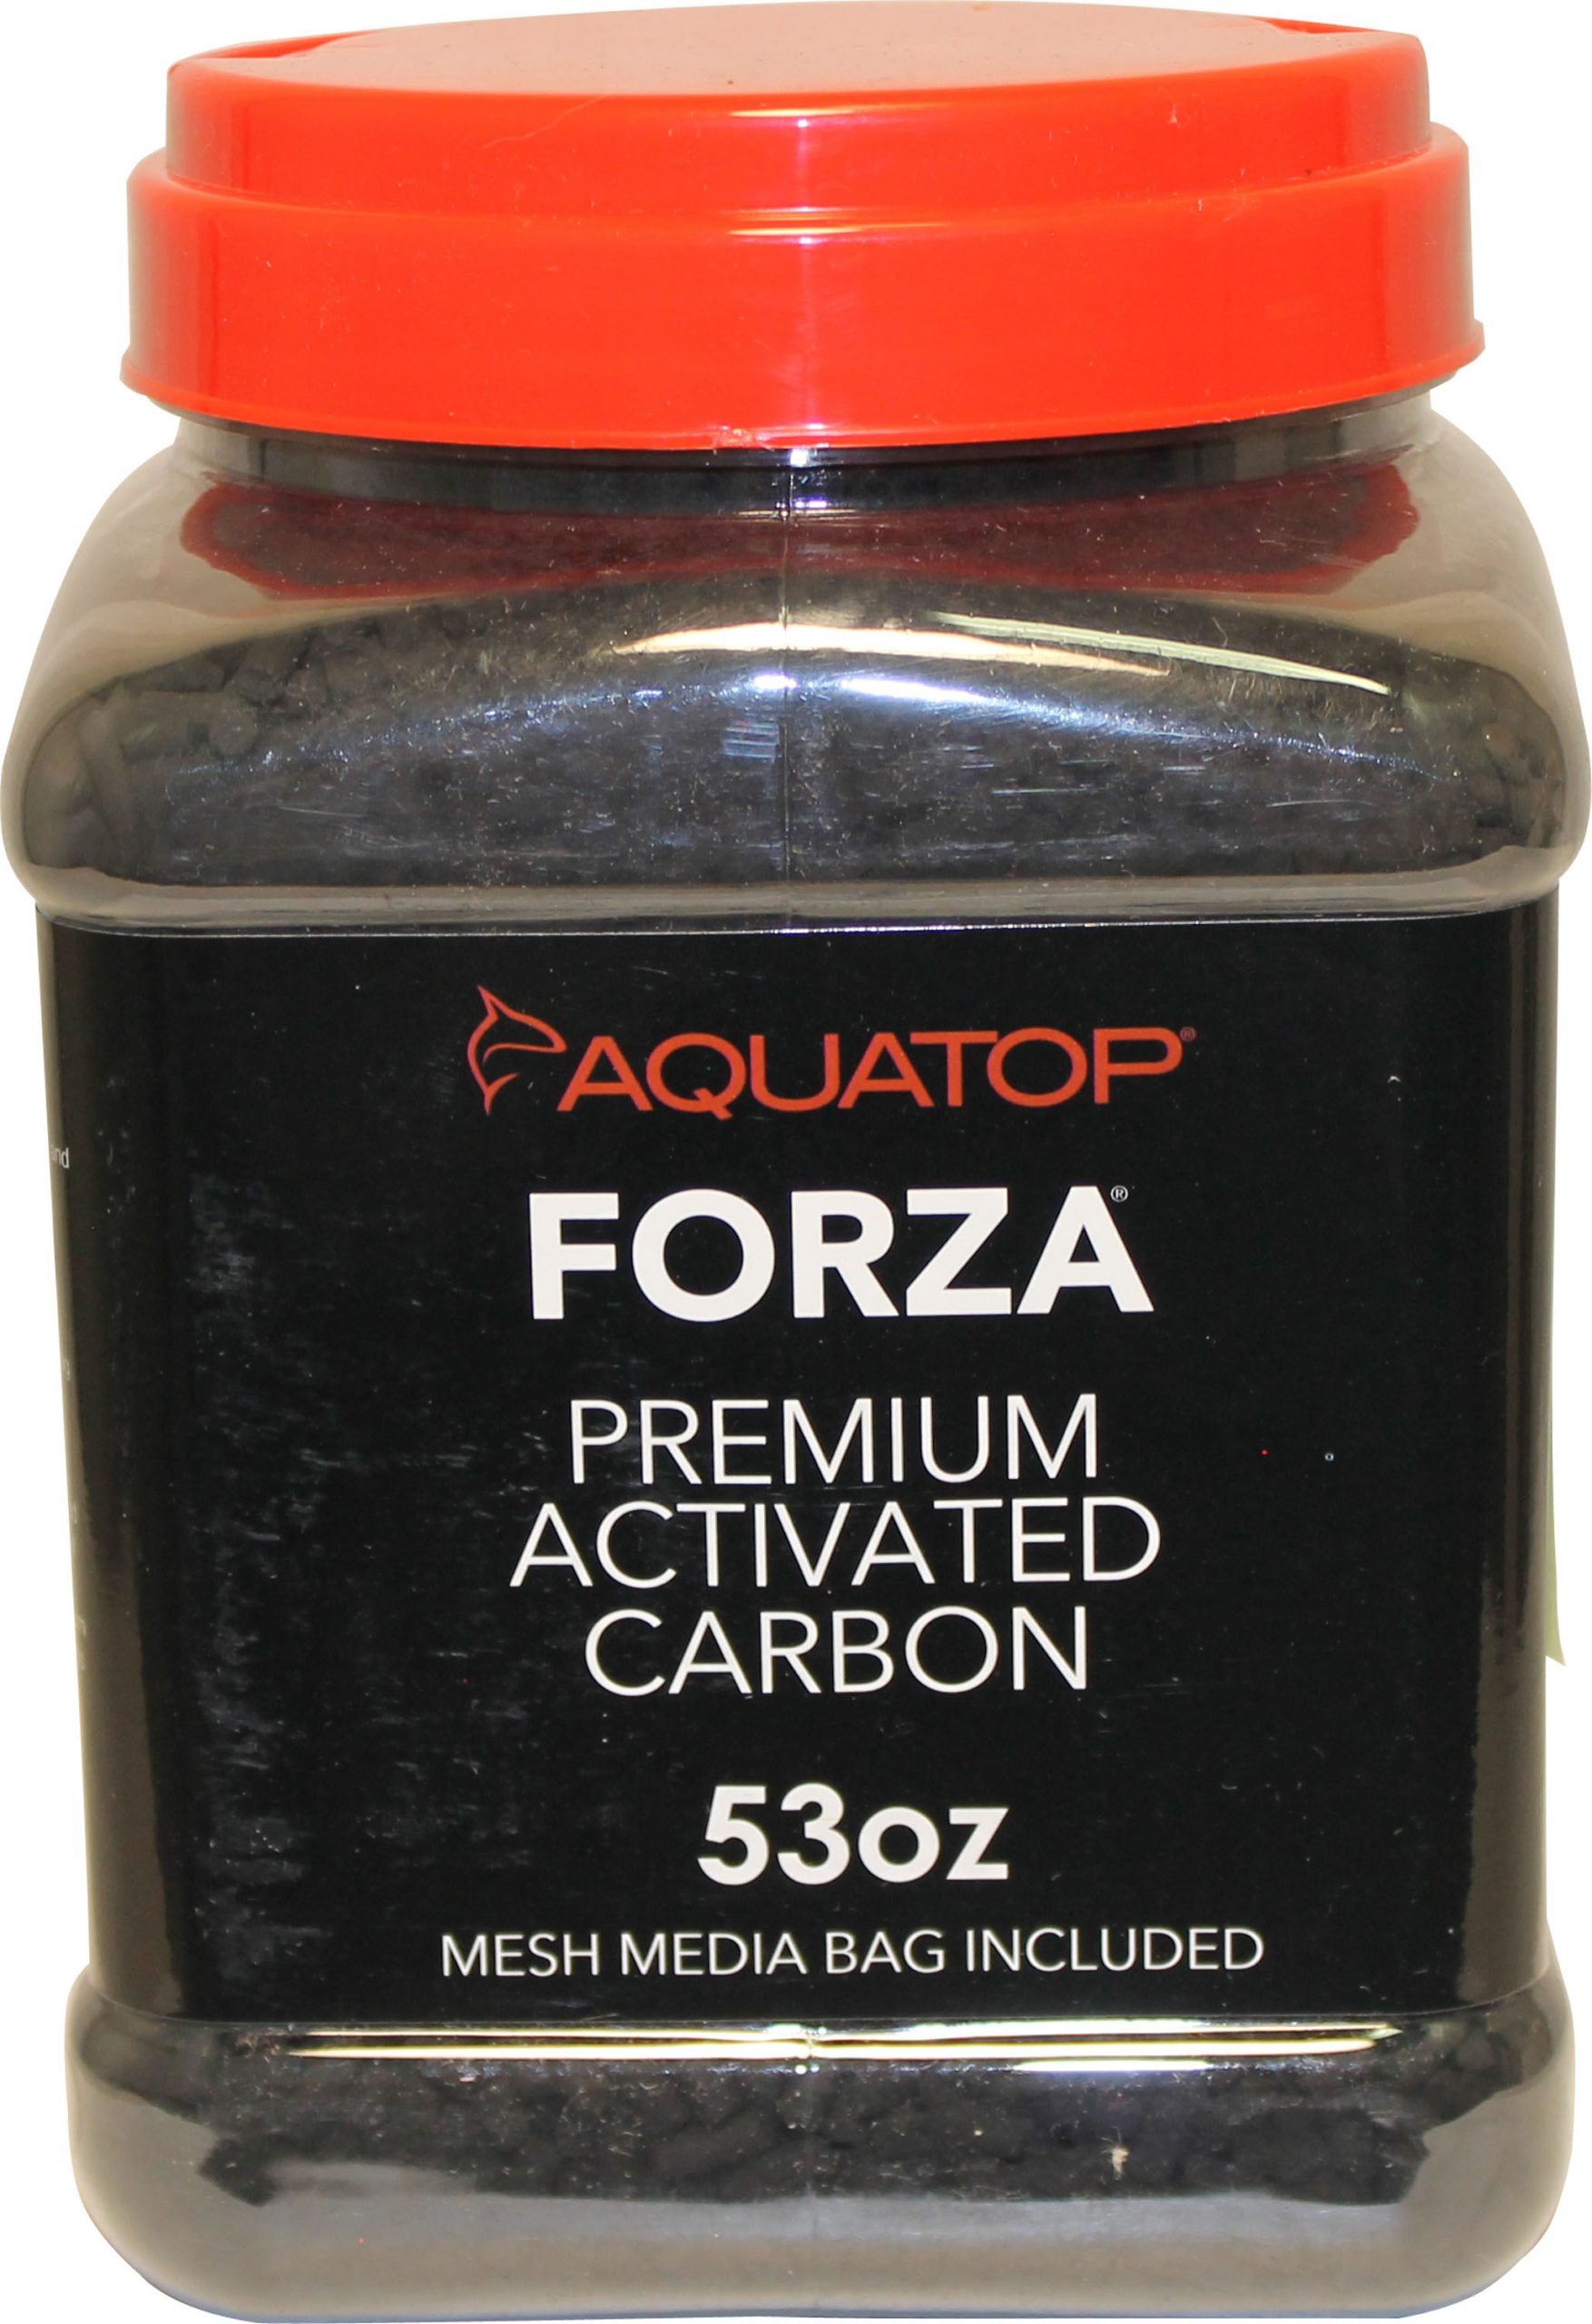 AQUATOP®
FORZA®
PREMIUM
ACTIVATED
CARBON
53oz
MESH MEDIA BAG INCLUDED